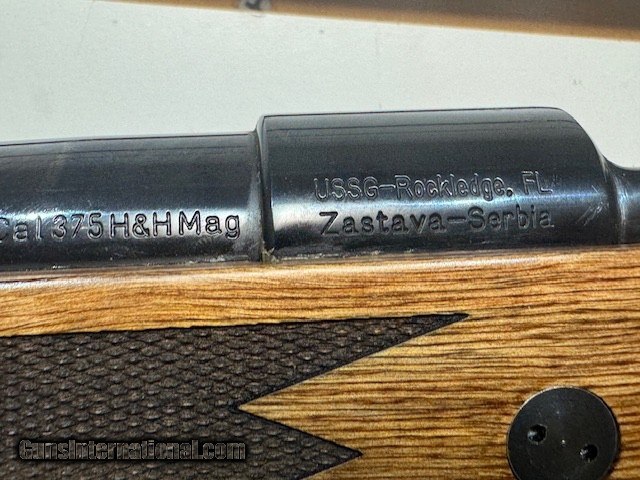 USSG-Rockledge, FL
Zastava-Serbia
Cal 375 H&H Mag
GunsInternational.com